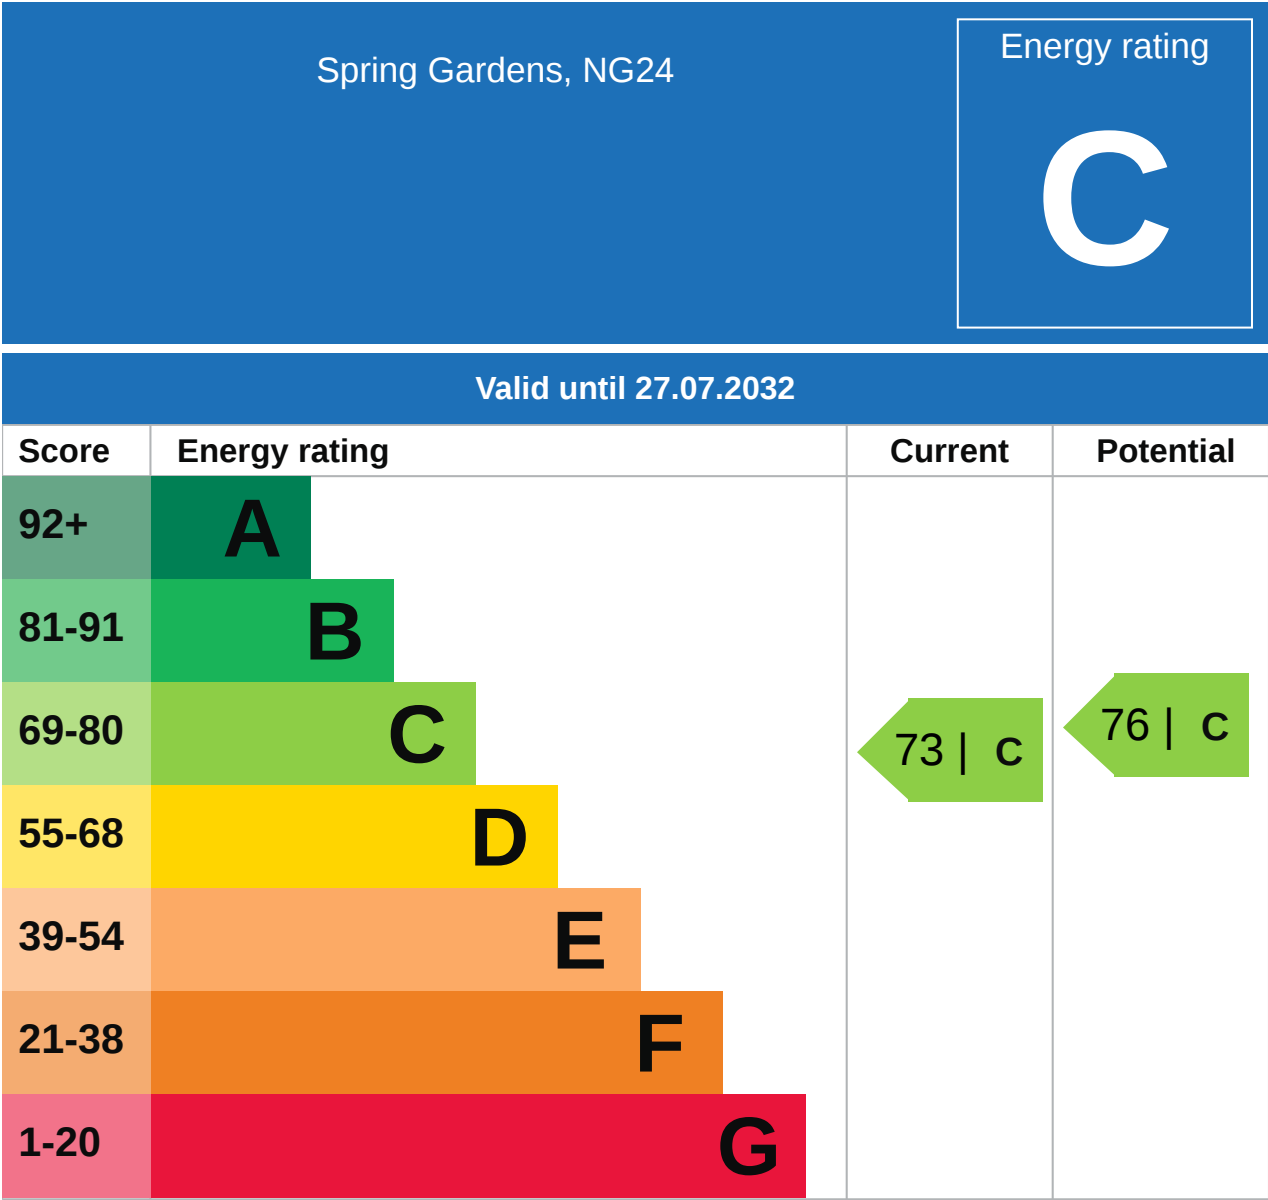 Spring Gardens, NG24
Energy rating
C
Valid until 27.07.2032
Score Energy rating Current Potential
92+ A
81-91 B
69-80 C
73 | C
76 | C
55-68 D
39-54 E
21-38 F
1-20 G